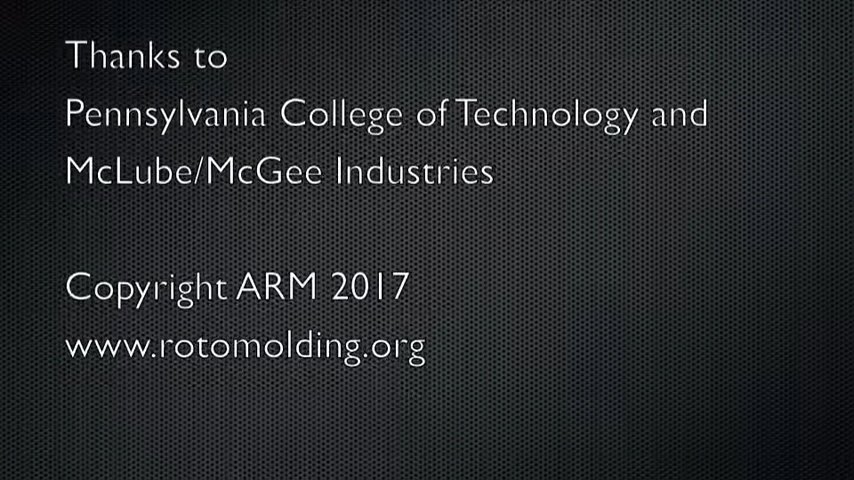 Thanks to
Pennsylvania College of Technology and
McLube/McGee Industries
Copyright ARM 2017
www.rotomolding.org